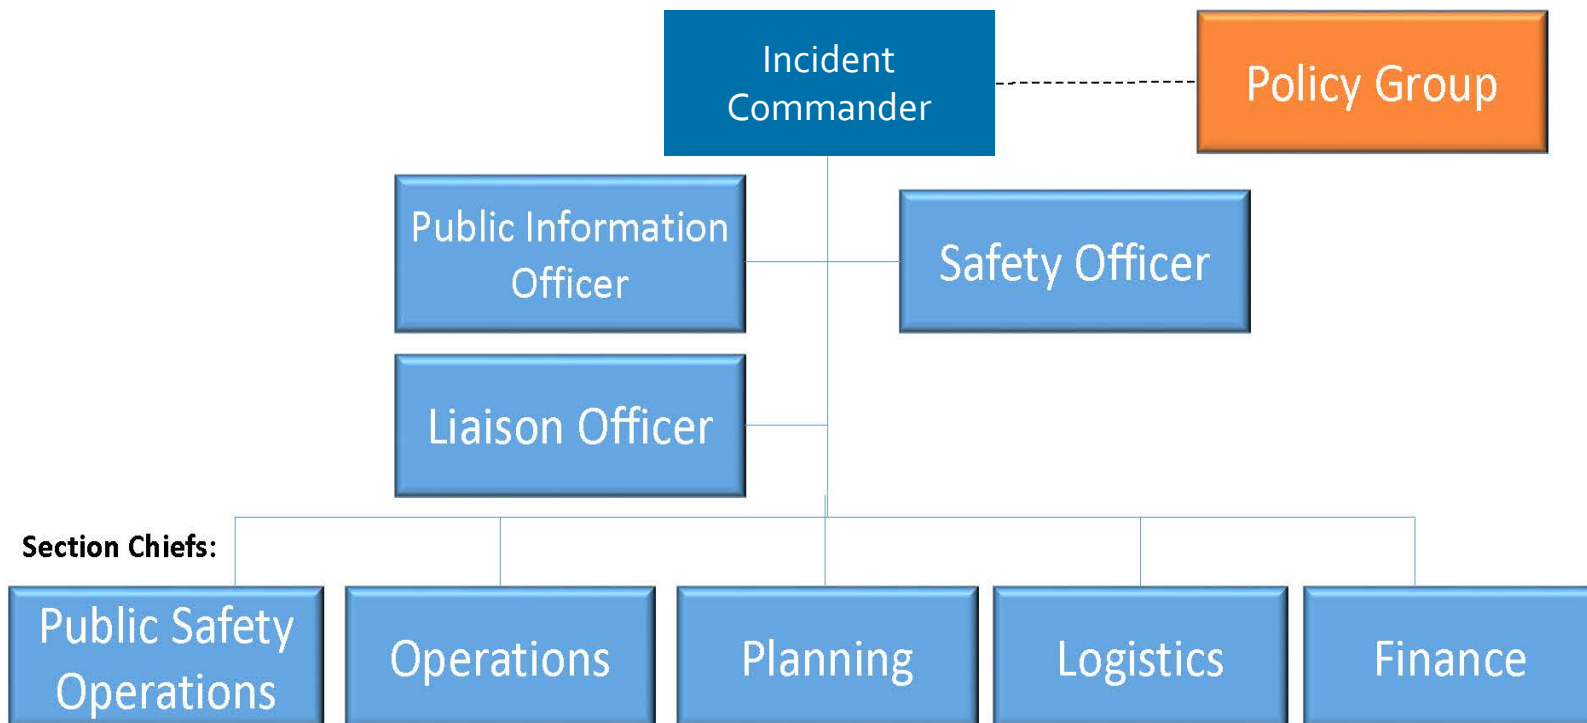 Incident
Commander
Policy Group
Public Information
Officer
Safety Officer
Liaison Officer
Section Chiefs:
Public Safety
Operations
Operations
Planning
Logistics
Finance